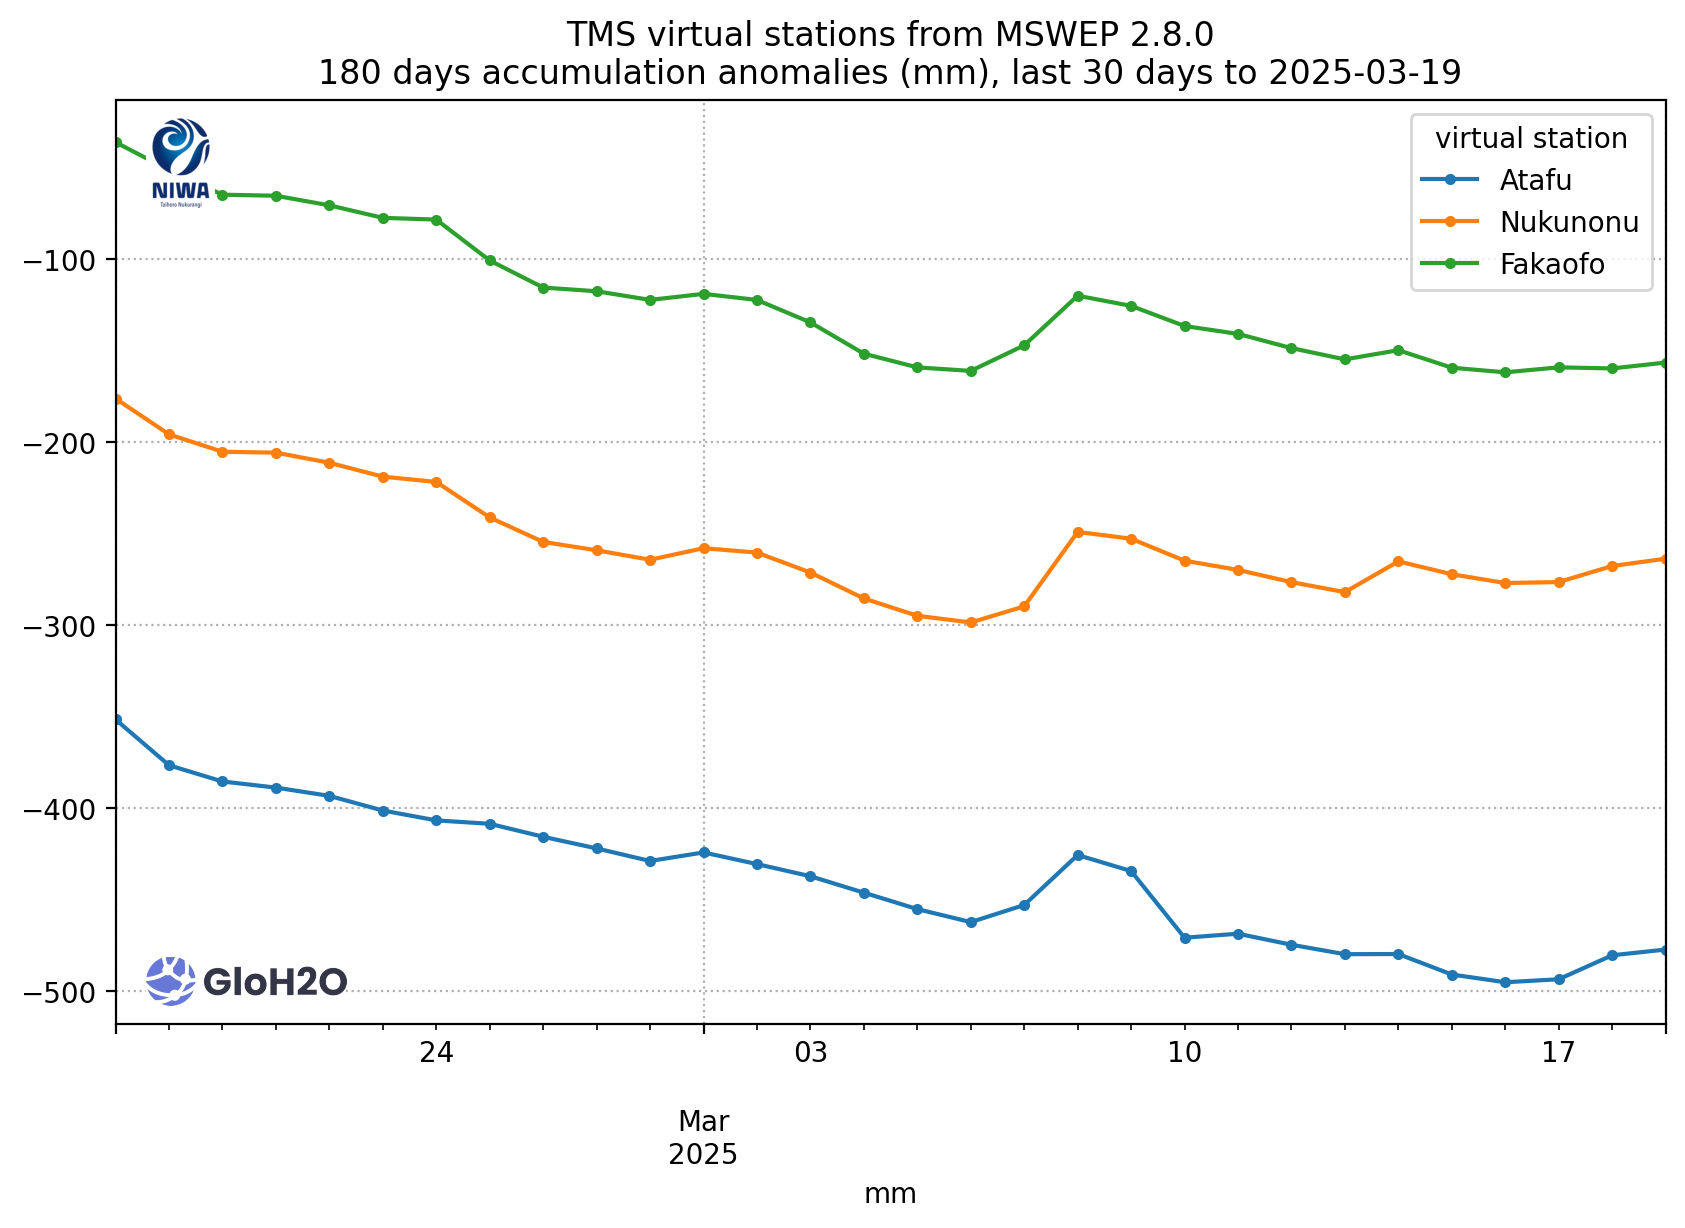 TMS virtual stations from MSWEP 2.8.0
180 days accumulation anomalies (mm), last 30 days to 2025-03-19
NIWA
Taihoro Nukurangi
virtual station
Atafu
Nukunonu
Fakaofo
−100
−200
−300
−400
−500
GloH2O
24
03
10
17
Mar
2025
mm